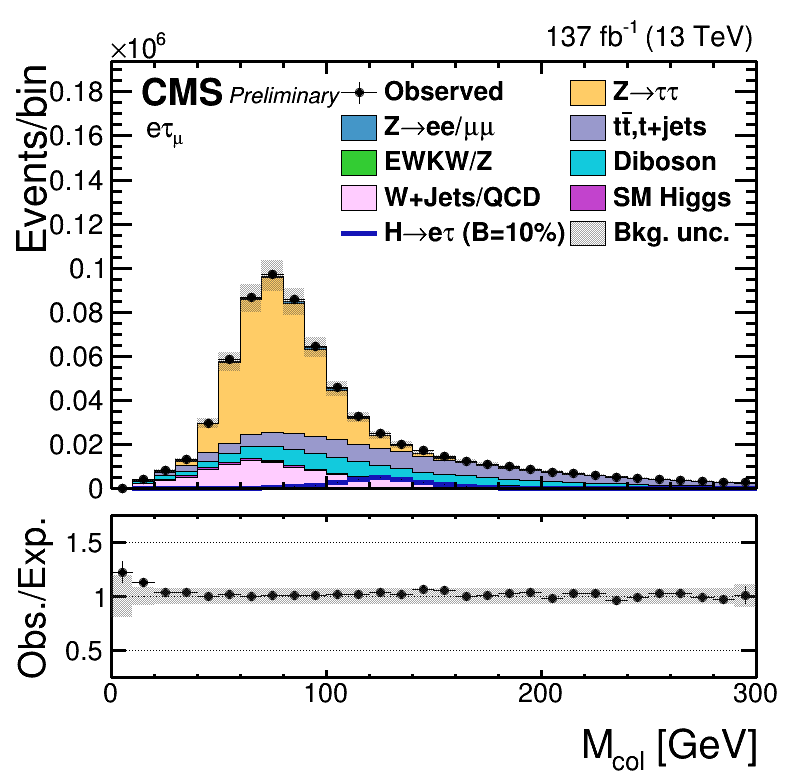 ×10⁶
137 fb⁻¹ (13 TeV)
CMS Preliminary
eτμ
Observed
Z→ττ
Z→ee/μμ
tt̄,t+jets
EWKW/Z
Diboson
W+Jets/QCD
SM Higgs
H→eτ (B=10%)
Bkg. unc.
Events/bin
0.18
0.16
0.14
0.12
0.1
0.08
0.06
0.04
0.02
0
Obs./Exp.
1.5
1
0.5
0 100 200 300
Mcol [GeV]